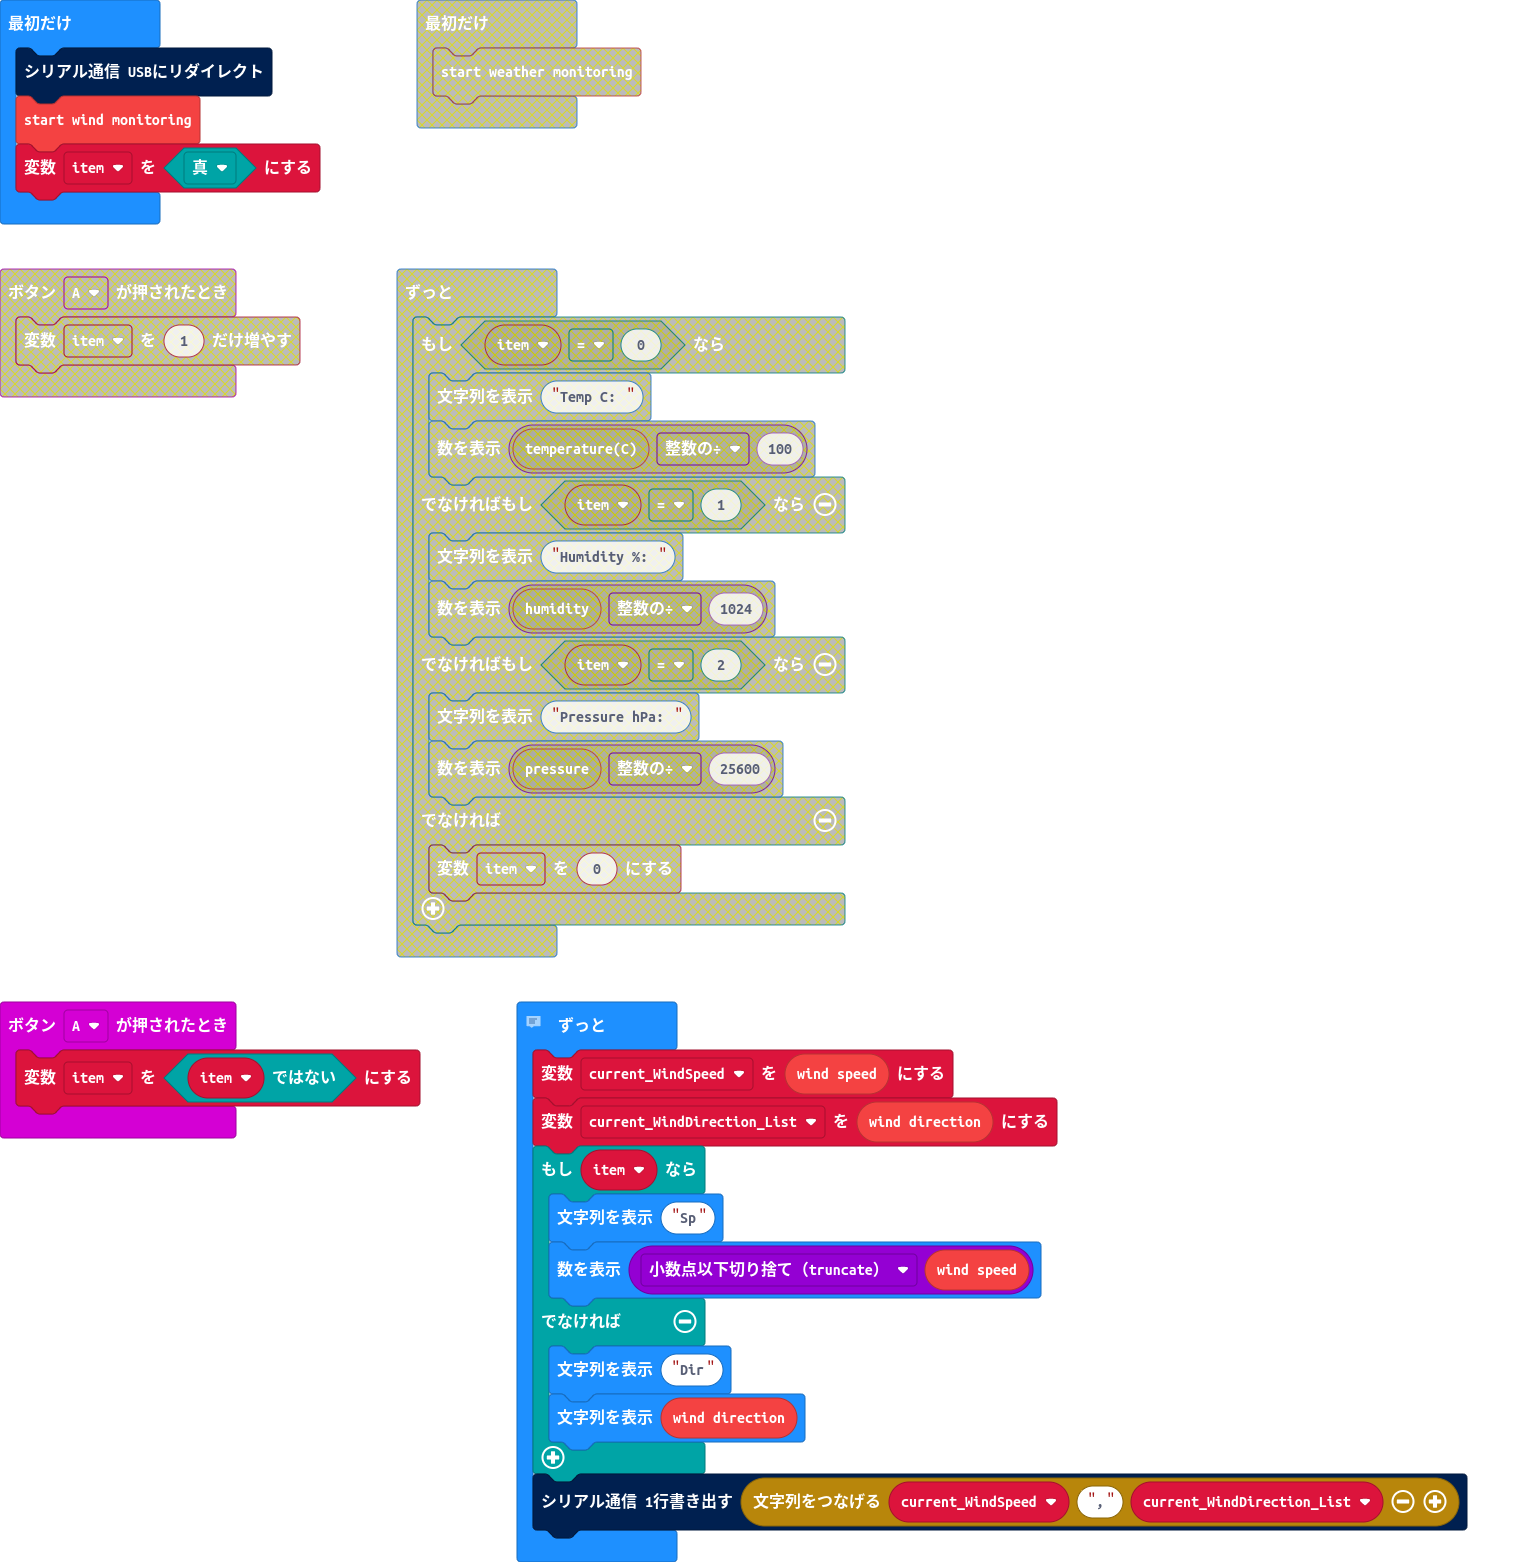 最初だけ
シリアル通信 USBにリダイレクト
start wind monitoring
変数 item を 真 にする
最初だけ
start weather monitoring
ボタン A が押されたとき
変数 item を 1 だけ増やす
ずっと
もし item = 0 なら
文字列を表示 "Temp C: "
数を表示 temperature(C) 整数の÷ 100
でなければもし item = 1 なら
文字列を表示 "Humidity %: "
数を表示 humidity 整数の÷ 1024
でなければもし item = 2 なら
文字列を表示 "Pressure hPa: "
数を表示 pressure 整数の÷ 25600
でなければ
変数 item を 0 にする
ボタン A が押されたとき
変数 item を item ではない にする
ずっと
変数 current_WindSpeed を wind speed にする
変数 current_WindDirection_List を wind direction にする
もし item なら
文字列を表示 "Sp"
数を表示 小数点以下切り捨て（truncate） wind speed
でなければ
文字列を表示 "Dir"
文字列を表示 wind direction
シリアル通信 1行書き出す 文字列をつなげる current_WindSpeed "," current_WindDirection_List